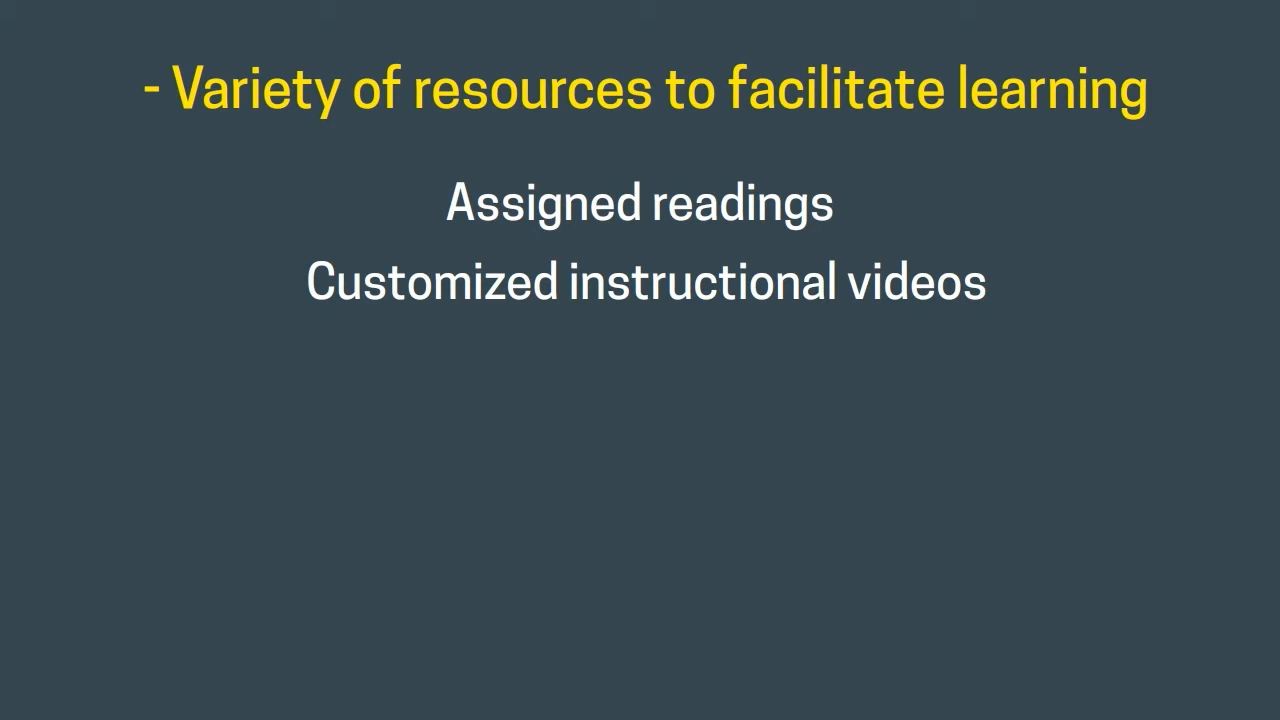 - Variety of resources to facilitate learning
Assigned readings
Customized instructional videos